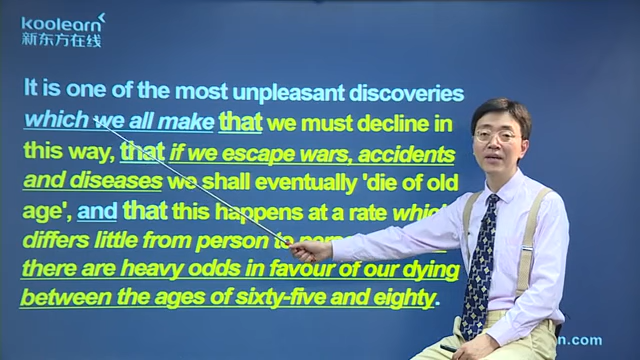 koolearn
新东方在线
It is one of the most unpleasant discoveries
which we all make that we must decline in
this way, that if we escape wars, accidents
and diseases we shall eventually 'die of old
age', and that this happens at a rate
differs little from person to
there are heavy odds in favour of our dying
between the ages of sixty-five and eighty.
n.com